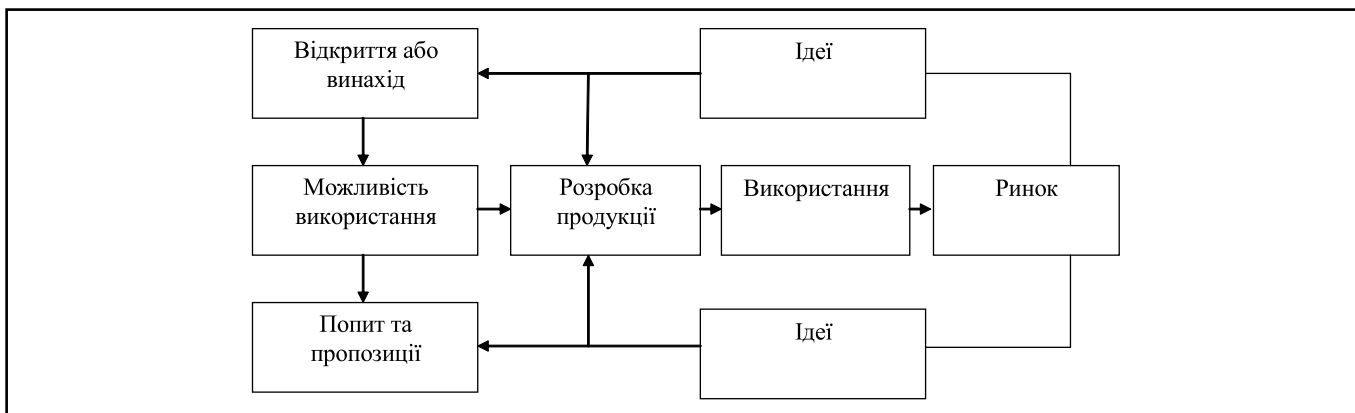 Відкриття або
винахід
Ідеї
Можливість
використання
Розробка
продукції
Використання
Ринок
Попит та
пропозиції
Ідеї